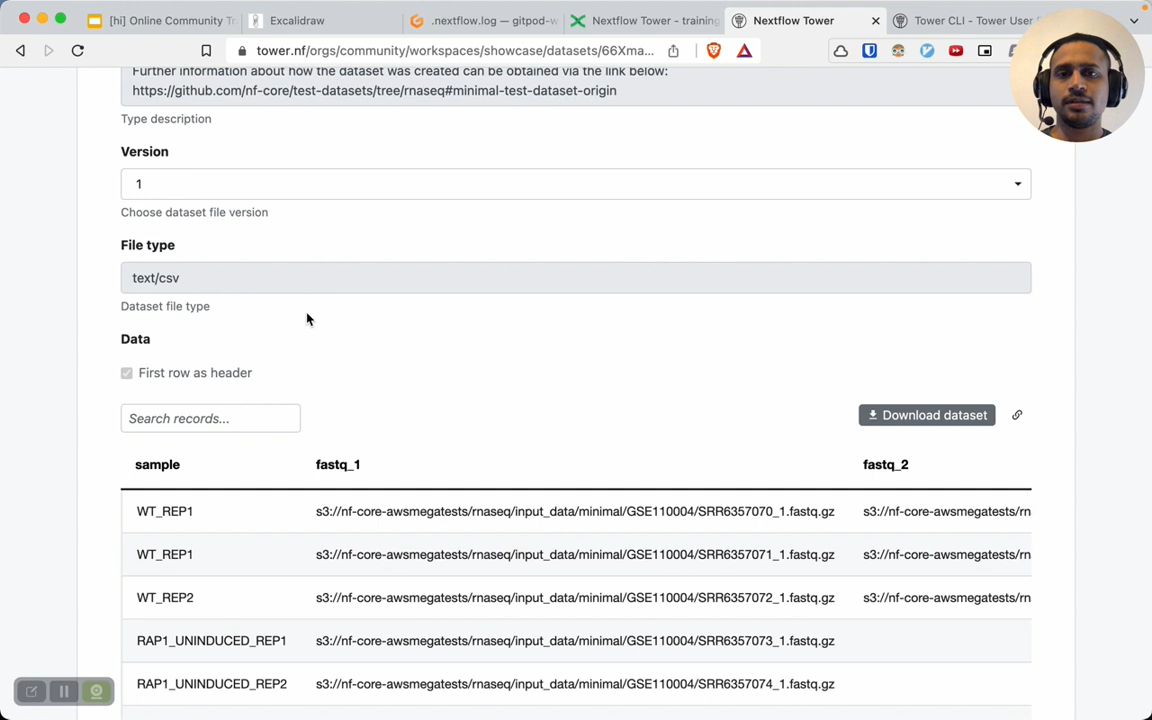 [hi] Online Community Tr
Excalidraw
.nextflow.log — gitpod-w
Nextflow Tower - training
Nextflow Tower
Tower CLI - Tower User
tower.nf/orgs/community/workspaces/showcase/datasets/66Xma...
Further information about how the dataset was created can be obtained via the link below:
https://github.com/nf-core/test-datasets/tree/rnaseq#minimal-test-dataset-origin
Type description
Version
1
Choose dataset file version
File type
text/csv
Dataset file type
Data
First row as header
Search records...
Download dataset
sample fastq_1 fastq_2
WT_REP1 s3://nf-core-awsmegatests/rnaseq/input_data/minimal/GSE110004/SRR6357070_1.fastq.gz s3://nf-core-awsmegatests/rn
WT_REP1 s3://nf-core-awsmegatests/rnaseq/input_data/minimal/GSE110004/SRR6357071_1.fastq.gz s3://nf-core-awsmegatests/rn
WT_REP2 s3://nf-core-awsmegatests/rnaseq/input_data/minimal/GSE110004/SRR6357072_1.fastq.gz s3://nf-core-awsmegatests/rn
RAP1_UNINDUCED_REP1 s3://nf-core-awsmegatests/rnaseq/input_data/minimal/GSE110004/SRR6357073_1.fastq.gz
RAP1_UNINDUCED_REP2 s3://nf-core-awsmegatests/rnaseq/input_data/minimal/GSE110004/SRR6357074_1.fastq.gz